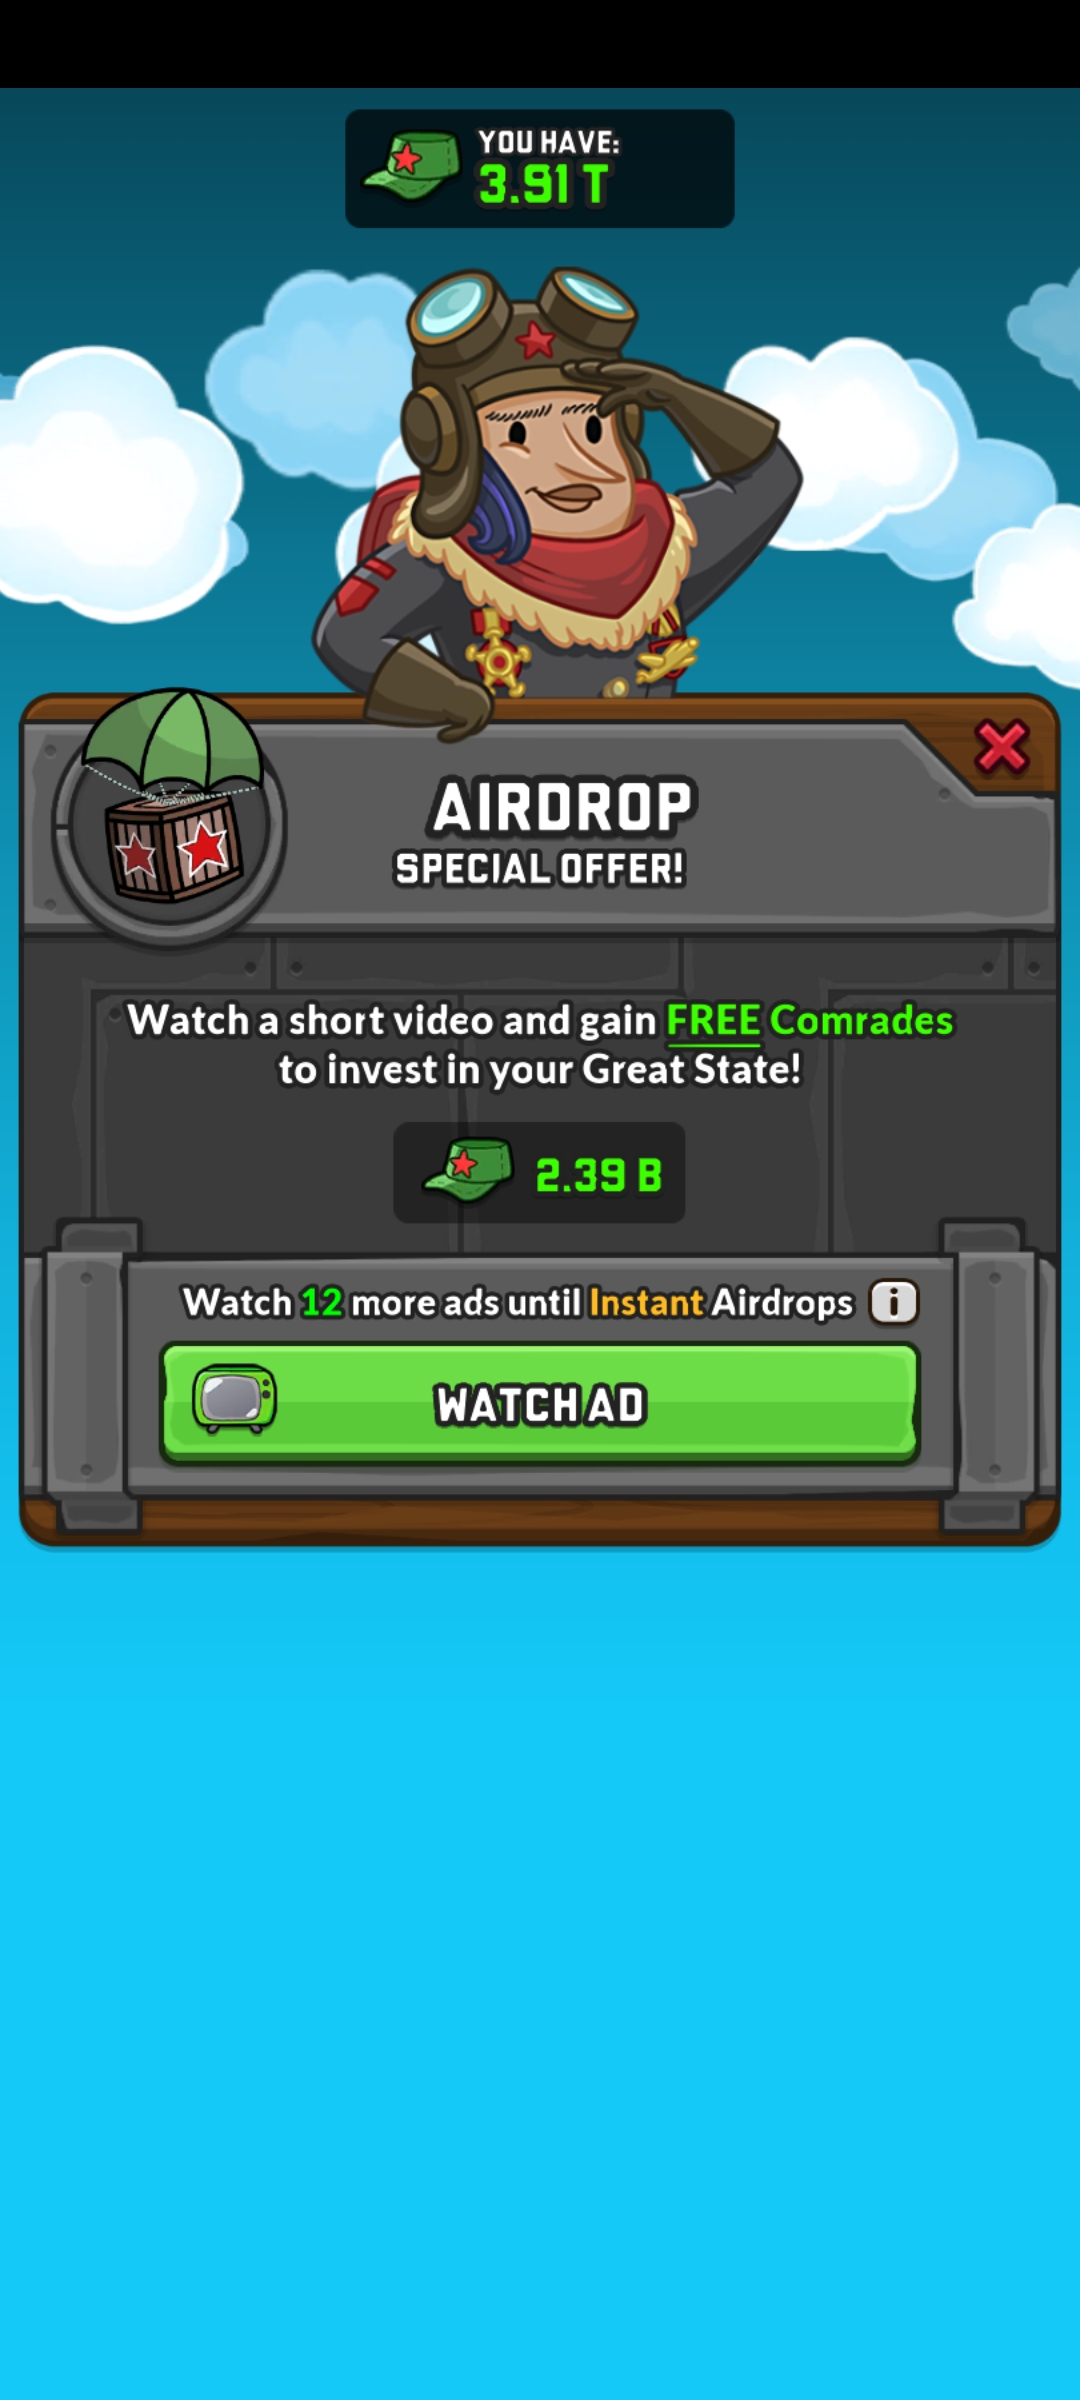 YOU HAVE:
3.91 T
AIRDROP
SPECIAL OFFER!
Watch a short video and gain FREE Comrades
to invest in your Great State!
2.39 B
Watch 12 more ads until Instant Airdrops i
WATCH AD